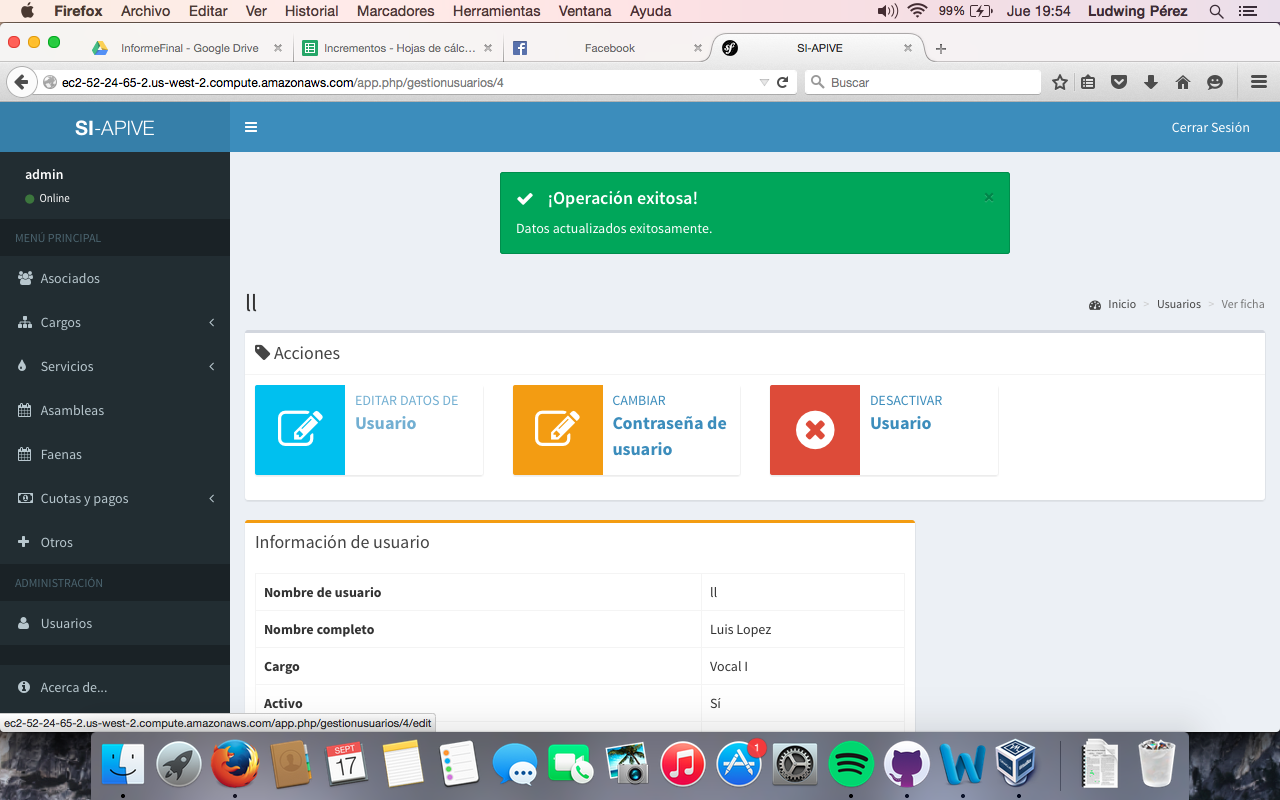 Firefox Archivo Editar Ver Historial Marcadores Herramientas Ventana Ayuda 99% Jue 19:54 Ludwing Pérez
InformeFinal - Google Drive Incrementos - Hojas de cálc... Facebook SI-APIVE
ec2-52-24-65-2.us-west-2.compute.amazonaws.com/app.php/gestionusuarios/4 Buscar
SI-APIVE Cerrar Sesión
admin
Online
MENÚ PRINCIPAL
Asociados
Cargos
Servicios
Asambleas
Faenas
Cuotas y pagos
Otros
ADMINISTRACIÓN
Usuarios
Acerca de...
¡Operación exitosa! ×
Datos actualizados exitosamente.
ll Inicio > Usuarios > Ver ficha
Acciones
EDITAR DATOS DE
Usuario
CAMBIAR
Contraseña de
usuario
DESACTIVAR
Usuario
Información de usuario
Nombre de usuario ll
Nombre completo Luis Lopez
Cargo Vocal I
Activo Sí
ec2-52-24-65-2.us-west-2.compute.amazonaws.com/app.php/gestionusuarios/4/edit
SEPT
17
1